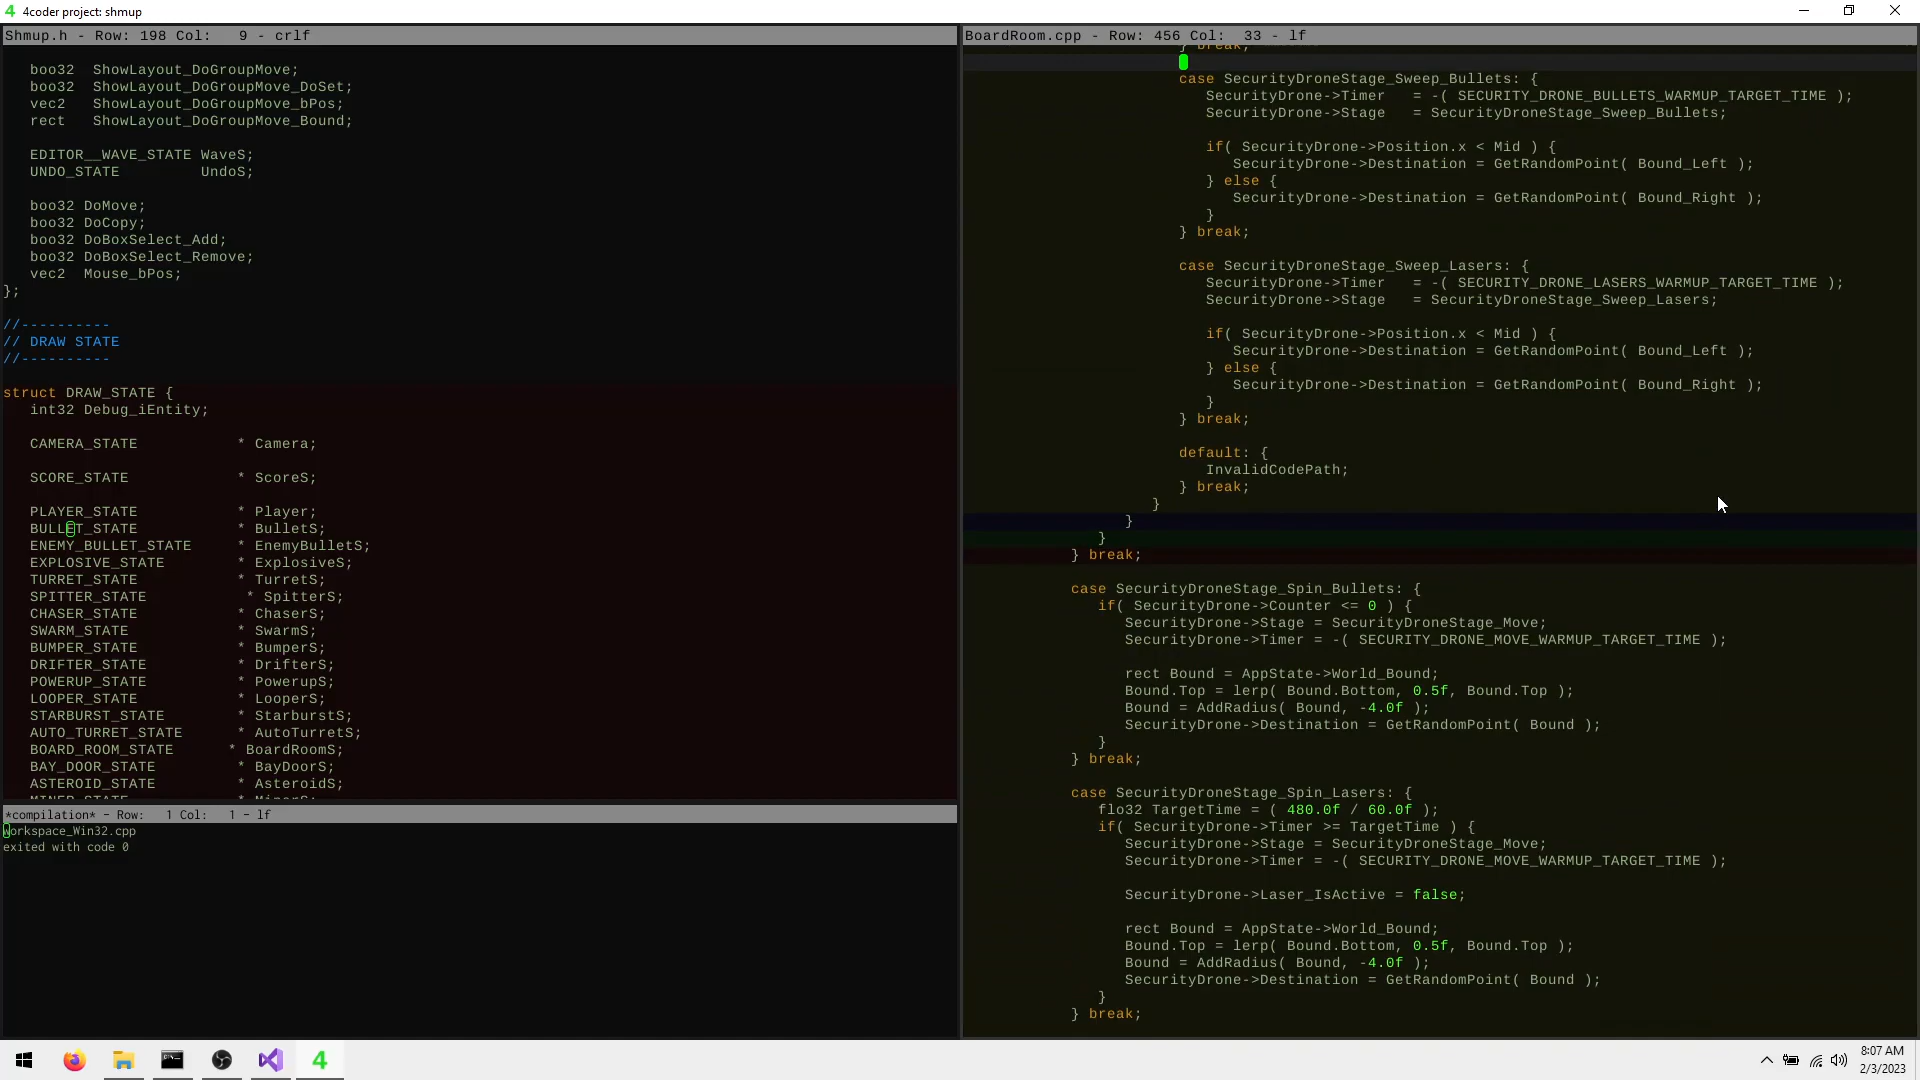 4 4coder project: shmup
Shmup.h - Row: 198 Col:   9 - crlf
boo32  ShowLayout_DoGroupMove;
boo32  ShowLayout_DoGroupMove_DoSet;
vec2   ShowLayout_DoGroupMove_bPos;
rect   ShowLayout_DoGroupMove_Bound;
EDITOR__WAVE_STATE WaveS;
UNDO_STATE         UndoS;
boo32 DoMove;
boo32 DoCopy;
boo32 DoBoxSelect_Add;
boo32 DoBoxSelect_Remove;
vec2  Mouse_bPos;
};
//----------
// DRAW STATE
//----------
struct DRAW_STATE {
int32 Debug_iEntity;
CAMERA_STATE           * Camera;
SCORE_STATE            * ScoreS;
PLAYER_STATE           * Player;
BULLET_STATE           * BulletS;
ENEMY_BULLET_STATE     * EnemyBulletS;
EXPLOSIVE_STATE        * ExplosiveS;
TURRET_STATE           * TurretS;
SPITTER_STATE           * SpitterS;
CHASER_STATE           * ChaserS;
SWARM_STATE            * SwarmS;
BUMPER_STATE           * BumperS;
DRIFTER_STATE          * DrifterS;
POWERUP_STATE          * PowerupS;
LOOPER_STATE           * LooperS;
STARBURST_STATE        * StarburstS;
AUTO_TURRET_STATE      * AutoTurretS;
BOARD_ROOM_STATE      * BoardRoomS;
BAY_DOOR_STATE         * BayDoorS;
ASTEROID_STATE         * AsteroidS;
MINER_STATE            * MinerS;
*compilation* - Row:   1 Col:   1 - lf
Workspace_Win32.cpp
exited with code 0
BoardRoom.cpp - Row: 456 Col:  33 - lf
} break;
case SecurityDroneStage_Sweep_Bullets: {
SecurityDrone->Timer   = -( SECURITY_DRONE_BULLETS_WARMUP_TARGET_TIME );
SecurityDrone->Stage   = SecurityDroneStage_Sweep_Bullets;
if( SecurityDrone->Position.x < Mid ) {
SecurityDrone->Destination = GetRandomPoint( Bound_Left );
} else {
SecurityDrone->Destination = GetRandomPoint( Bound_Right );
}
} break;
case SecurityDroneStage_Sweep_Lasers: {
SecurityDrone->Timer   = -( SECURITY_DRONE_LASERS_WARMUP_TARGET_TIME );
SecurityDrone->Stage   = SecurityDroneStage_Sweep_Lasers;
if( SecurityDrone->Position.x < Mid ) {
SecurityDrone->Destination = GetRandomPoint( Bound_Left );
} else {
SecurityDrone->Destination = GetRandomPoint( Bound_Right );
}
} break;
default: {
InvalidCodePath;
} break;
}
}
}
} break;
case SecurityDroneStage_Spin_Bullets: {
if( SecurityDrone->Counter <= 0 ) {
SecurityDrone->Stage = SecurityDroneStage_Move;
SecurityDrone->Timer = -( SECURITY_DRONE_MOVE_WARMUP_TARGET_TIME );
rect Bound = AppState->World_Bound;
Bound.Top = lerp( Bound.Bottom, 0.5f, Bound.Top );
Bound = AddRadius( Bound, -4.0f );
SecurityDrone->Destination = GetRandomPoint( Bound );
}
} break;
case SecurityDroneStage_Spin_Lasers: {
flo32 TargetTime = ( 480.0f / 60.0f );
if( SecurityDrone->Timer >= TargetTime ) {
SecurityDrone->Stage = SecurityDroneStage_Move;
SecurityDrone->Timer = -( SECURITY_DRONE_MOVE_WARMUP_TARGET_TIME );
SecurityDrone->Laser_IsActive = false;
rect Bound = AppState->World_Bound;
Bound.Top = lerp( Bound.Bottom, 0.5f, Bound.Top );
Bound = AddRadius( Bound, -4.0f );
SecurityDrone->Destination = GetRandomPoint( Bound );
}
} break;
4
8:07 AM
2/3/2023